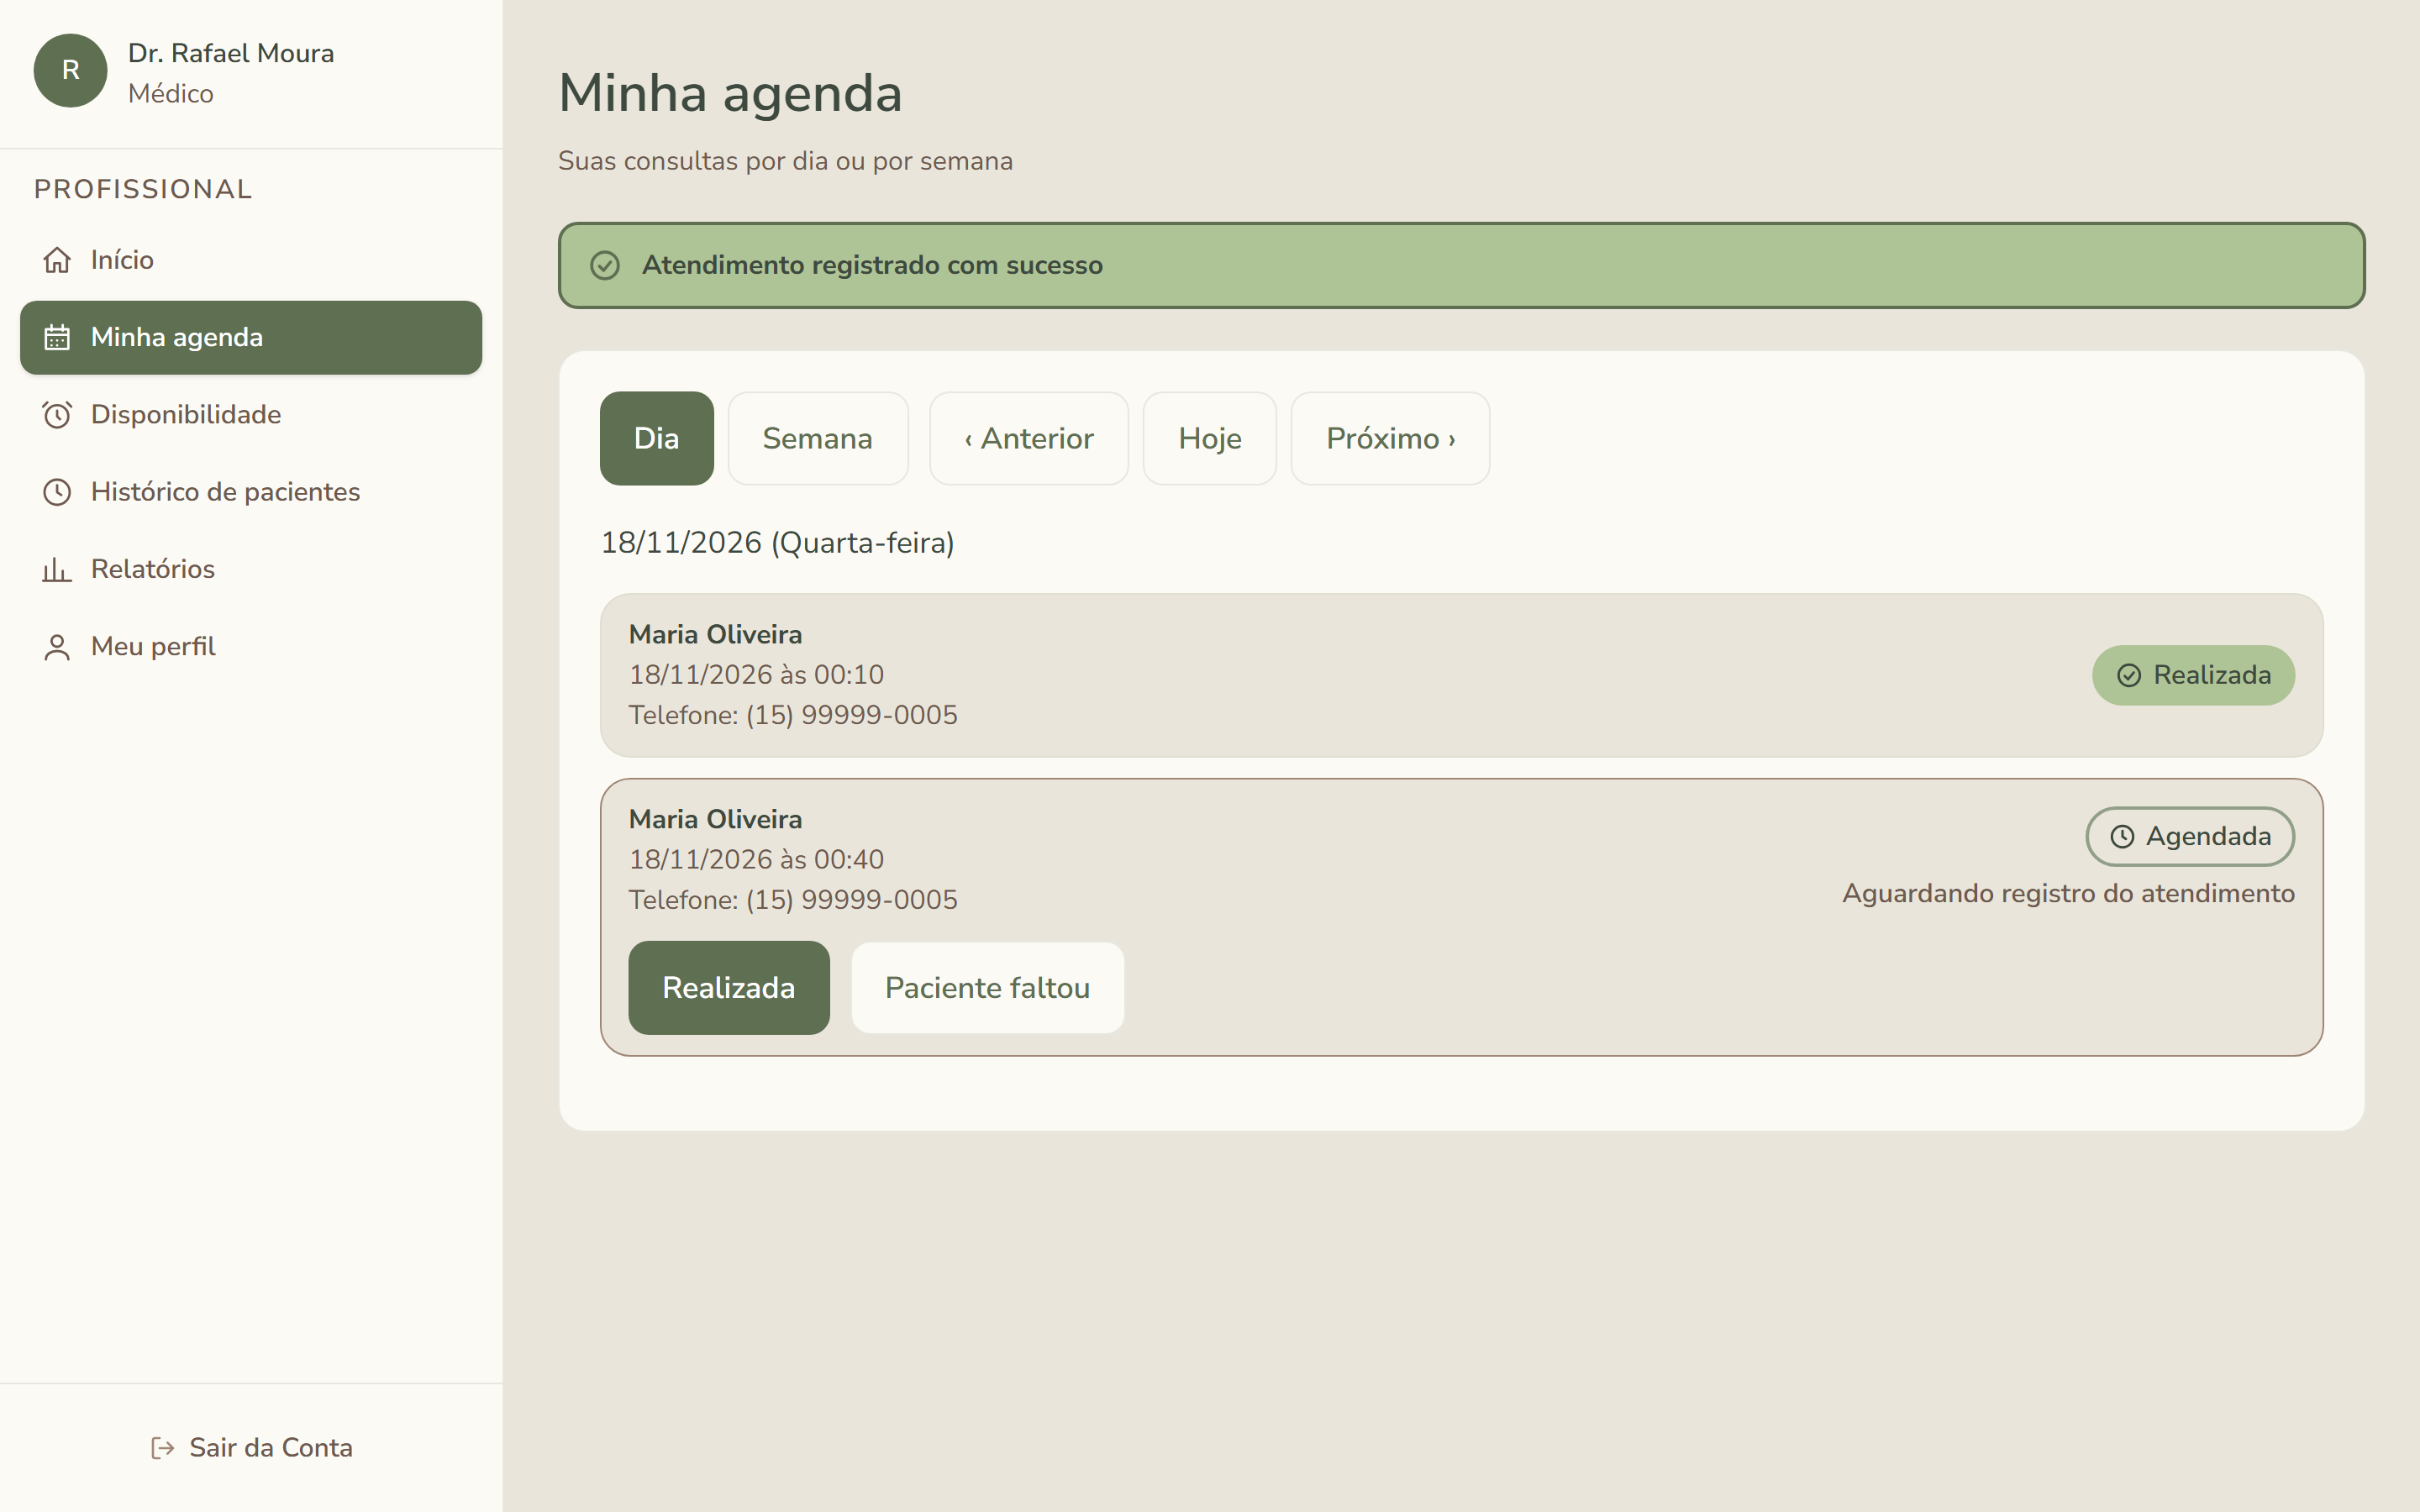 R
Dr. Rafael Moura
Médico
PROFISSIONAL
Início
Minha agenda
Disponibilidade
Histórico de pacientes
Relatórios
Meu perfil
Sair da Conta
Minha agenda
Suas consultas por dia ou por semana
Atendimento registrado com sucesso
Dia
Semana
‹ Anterior
Hoje
Próximo ›
18/11/2026 (Quarta-feira)
Maria Oliveira
18/11/2026 às 00:10
Telefone: (15) 99999-0005
Realizada
Maria Oliveira
18/11/2026 às 00:40
Telefone: (15) 99999-0005
Agendada
Aguardando registro do atendimento
Realizada
Paciente faltou